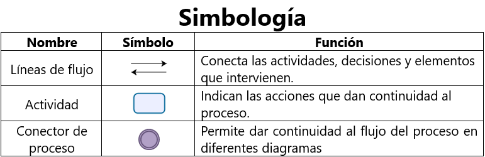 Simbología
Nombre Símbolo Función
Líneas de flujo Conecta las actividades, decisiones y elementos
que intervienen.
Actividad Indican las acciones que dan continuidad al
proceso.
Conector de Permite dar continuidad al flujo del proceso en
proceso diferentes diagramas